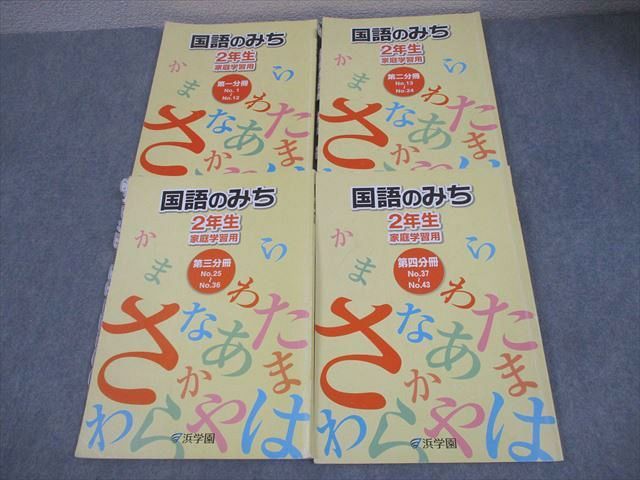 国語のみち
2年生
家庭学習用
第一分冊
No.1
~
No.12
か
ま
い
わ
た
さ
な
あ
ま
か
国語のみち
2年生
家庭学習用
第二分冊
No.13
~
No.24
か
ま
い
わ
た
さ
な
あ
ま
か
国語のみち
2年生
家庭学習用
第三分冊
No.25
~
No.36
か
ま
い
わ
た
さ
な
あ
ま
か
わ
ら
や
は
浜学園
国語のみち
2年生
家庭学習用
第四分冊
No.37
~
No.43
か
ま
い
わ
た
さ
な
あ
ま
か
わ
ら
や
は
浜学園